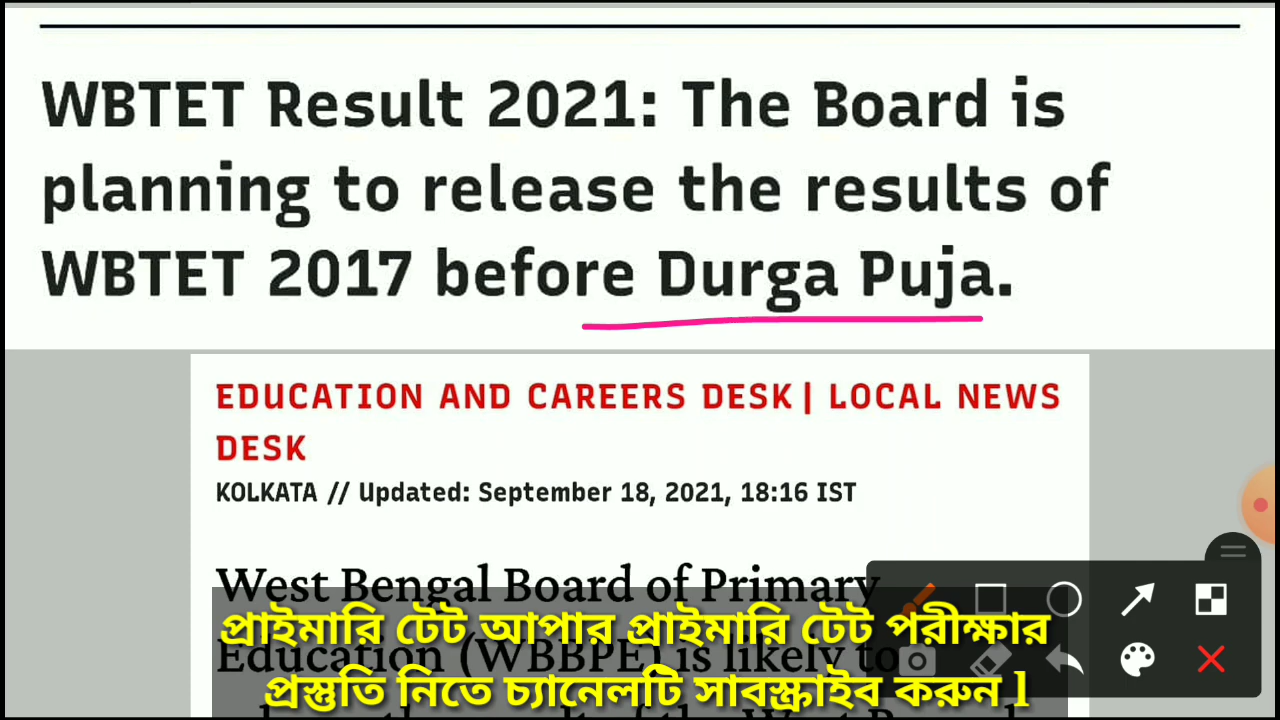 WBTET Result 2021: The Board is
planning to release the results of
WBTET 2017 before Durga Puja.
EDUCATION AND CAREERS DESK | LOCAL NEWS
DESK
KOLKATA // Updated: September 18, 2021, 18:16 IST
West Bengal Board of Primary
Education (WBBPE) is likely to
প্রাইমারি টেট আপার প্রাইমারি টেট পরীক্ষার
প্রস্তুতি নিতে চ্যানেলটি সাবস্ক্রাইব করুন l